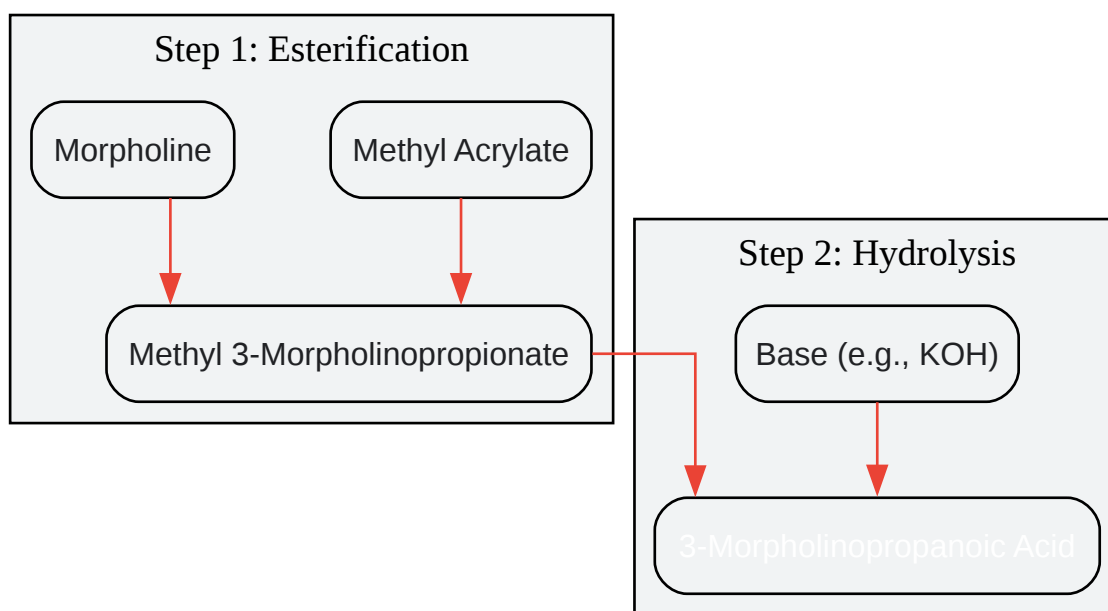 Step 1: Esterification
Morpholine
Methyl Acrylate
Methyl 3-Morpholinopropionate
Step 2: Hydrolysis
Base (e.g., KOH)
3-Morpholinopropanoic Acid